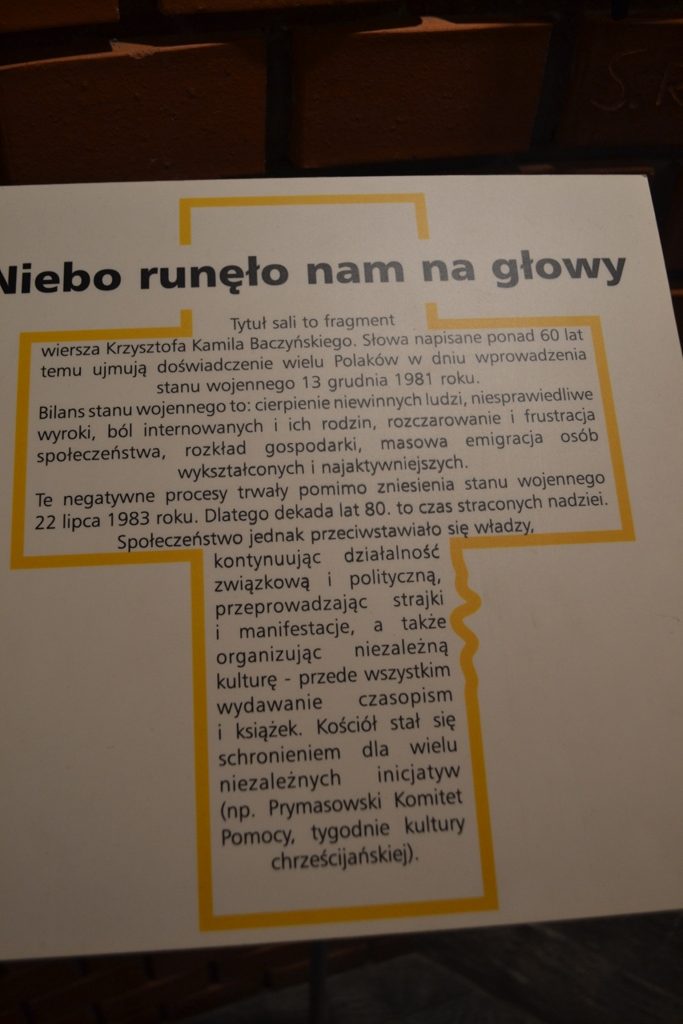 Niebo runęło nam na głowy
Tytuł sali to fragment
wiersza Krzysztofa Kamila Baczyńskiego. Słowa napisane ponad 60 lat
temu ujmują doświadczenie wielu Polaków w dniu wprowadzenia
stanu wojennego 13 grudnia 1981 roku.
Bilans stanu wojennego to: cierpienie niewinnych ludzi, niesprawiedliwe
wyroki, ból internowanych i ich rodzin, rozczarowanie i frustracja
społeczeństwa, rozkład gospodarki, masowa emigracja osób
wykształconych i najaktywniejszych.
Te negatywne procesy trwały pomimo zniesienia stanu wojennego
22 lipca 1983 roku. Dlatego dekada lat 80. to czas straconych nadziei.
Społeczeństwo jednak przeciwstawiało się władzy,
kontynuując działalność
związkową i polityczną,
przeprowadzając strajki
i manifestacje, a także
organizując niezależną
kulturę - przede wszystkim
wydawanie czasopism
i książek. Kościół stał się
schronieniem dla wielu
niezależnych inicjatyw
(np. Prymasowski Komitet
Pomocy, tygodnie kultury
chrześcijańskiej).